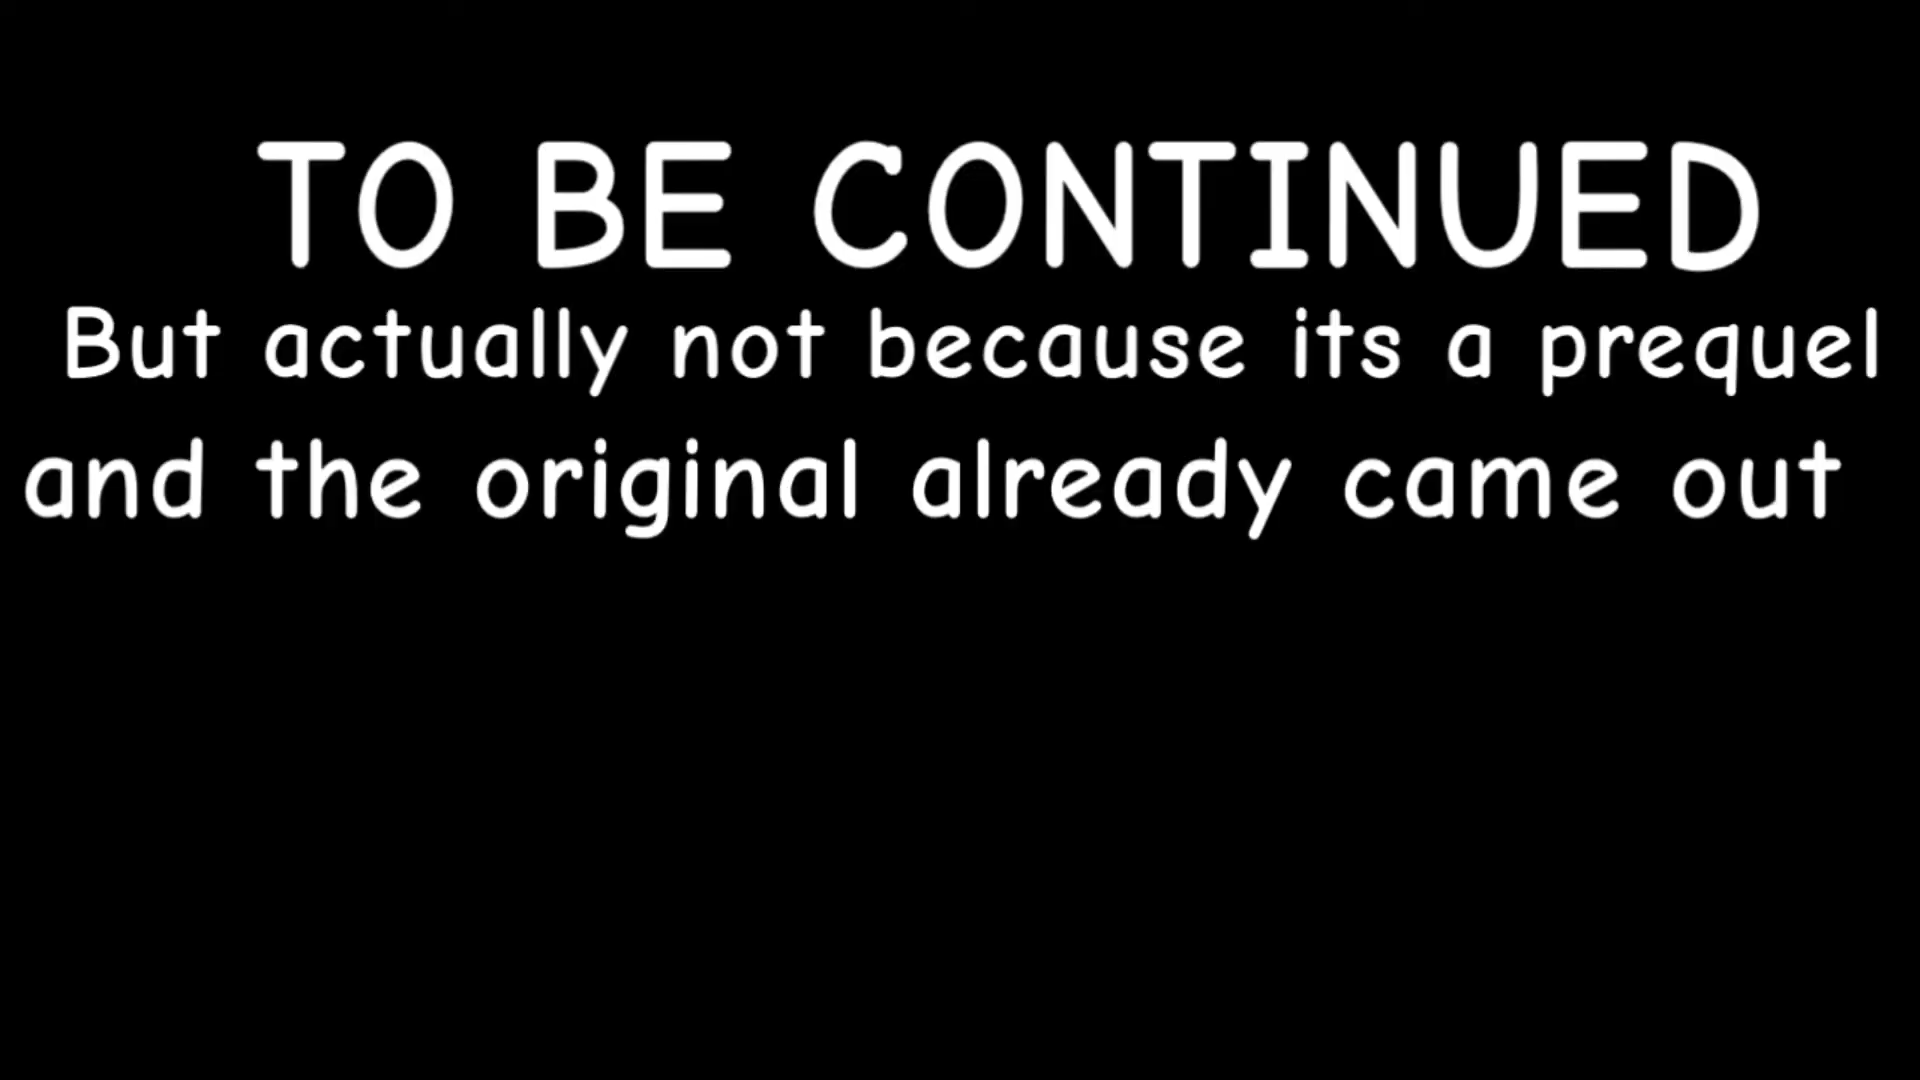 TO BE CONTINUED
But actually not because its a prequel
and the original already came out